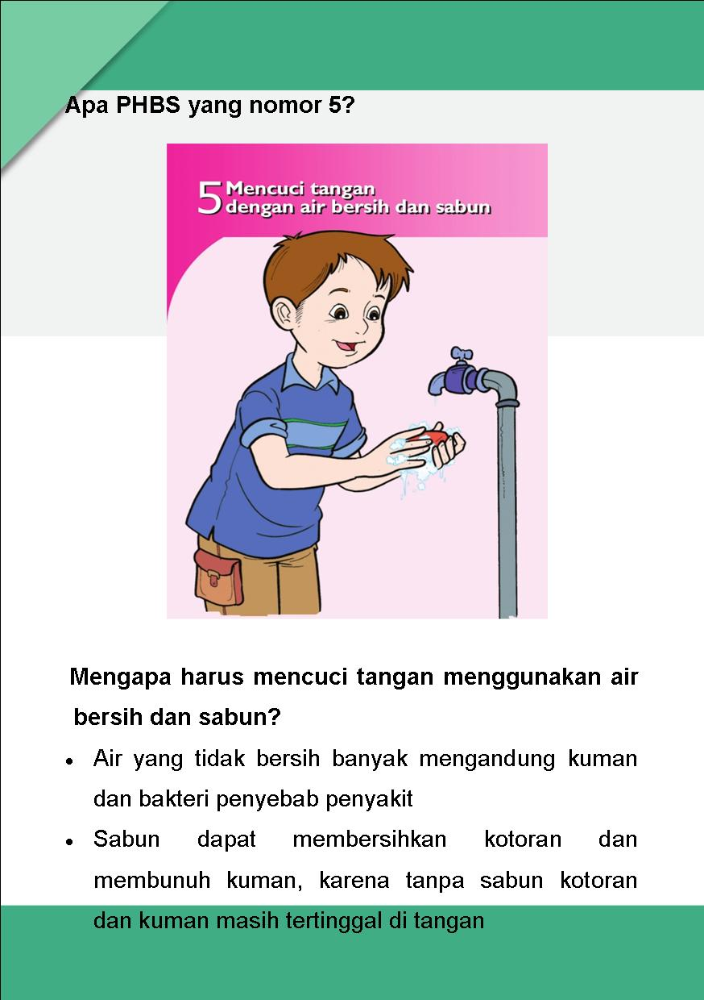 Apa PHBS yang nomor 5?
5 Mencuci tangan
dengan air bersih dan sabun
Mengapa harus mencuci tangan menggunakan air
bersih dan sabun?
• Air yang tidak bersih banyak mengandung kuman
dan bakteri penyebab penyakit
• Sabun dapat membersihkan kotoran dan
membunuh kuman, karena tanpa sabun kotoran
dan kuman masih tertinggal di tangan